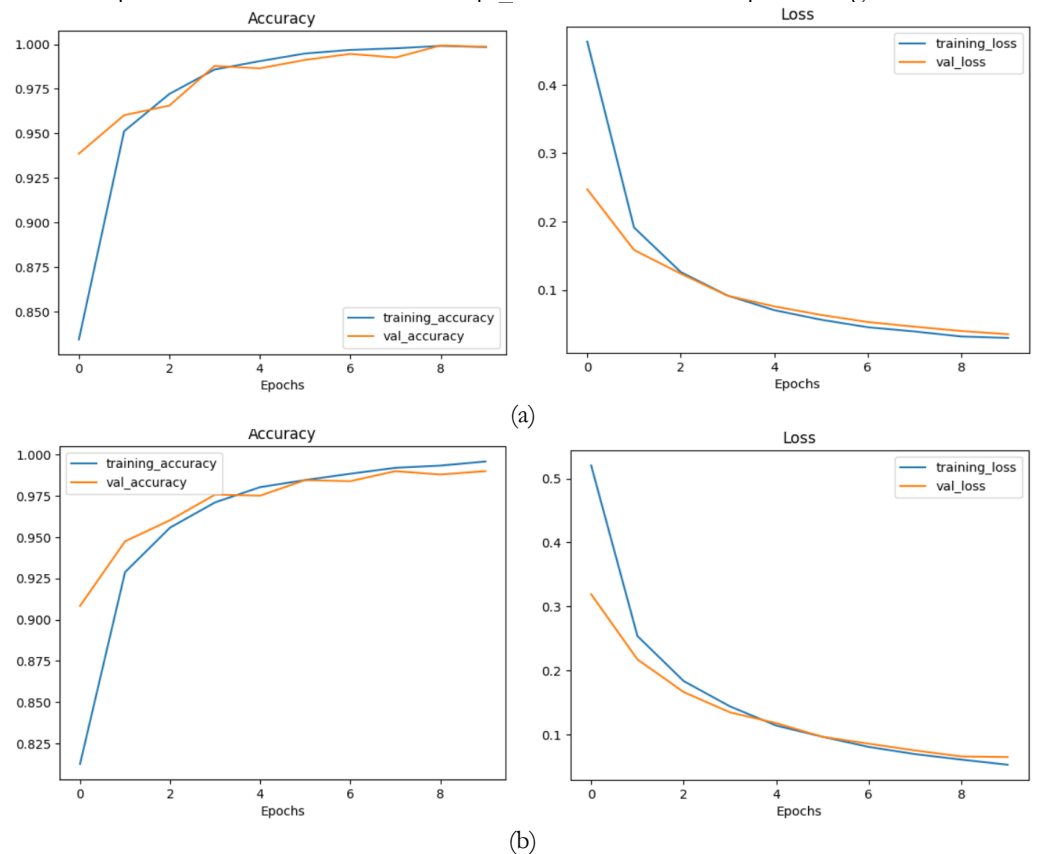 Accuracy
1.000
0.975
0.950
0.925
0.900
0.875
0.850
training_accuracy
val_accuracy
0 2 4 6 8
Epochs
Loss
training_loss
val_loss
0.4
0.3
0.2
0.1
0 2 4 6 8
Epochs
(a)
Accuracy
training_accuracy
val_accuracy
1.000
0.975
0.950
0.925
0.900
0.875
0.850
0.825
0 2 4 6 8
Epochs
Loss
training_loss
val_loss
0.5
0.4
0.3
0.2
0.1
0 2 4 6 8
Epochs
(b)